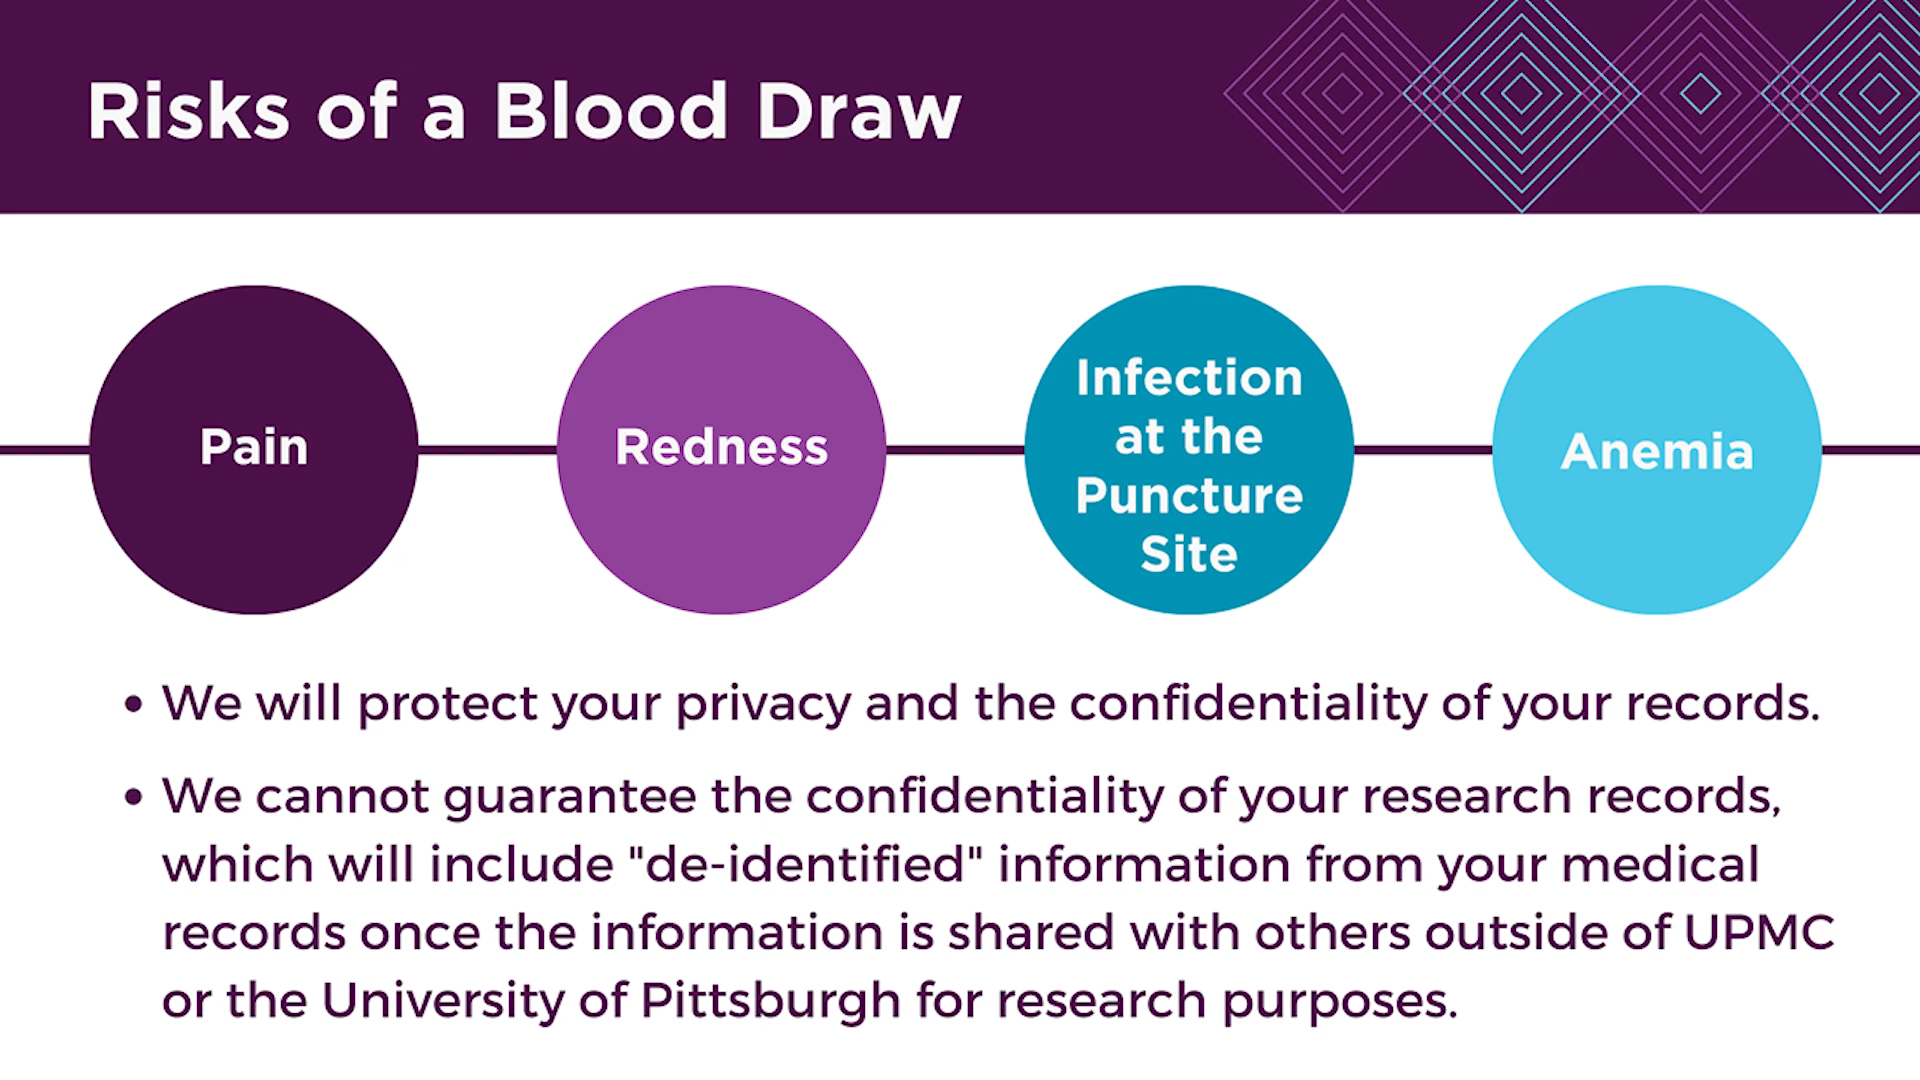 Risks of a Blood Draw
Pain
Redness
Infection
at the
Puncture
Site
Anemia
• We will protect your privacy and the confidentiality of your records.
• We cannot guarantee the confidentiality of your research records,
which will include "de-identified" information from your medical
records once the information is shared with others outside of UPMC
or the University of Pittsburgh for research purposes.